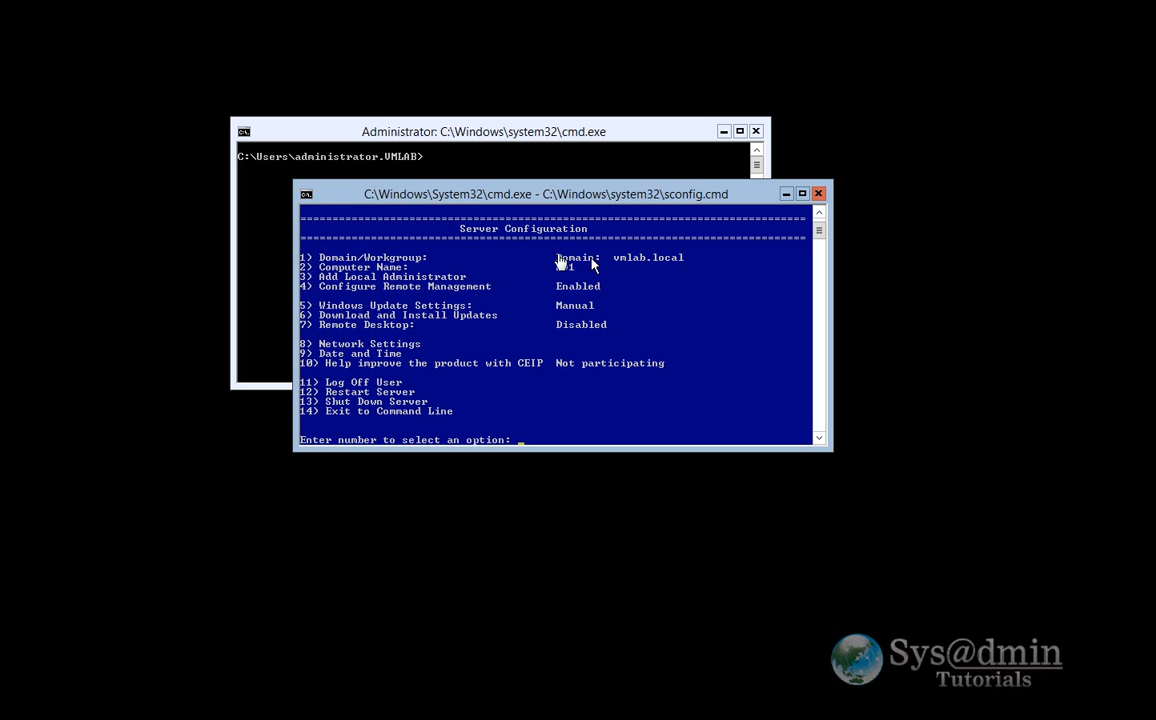 Administrator: C:\Windows\system32\cmd.exe
C:\Users\administrator.VMLAB>
C:\Windows\System32\cmd.exe - C:\Windows\system32\sconfig.cmd
===============================================================================
Server Configuration
===============================================================================
1) Domain/Workgroup: Domain: vmlab.local
2) Computer Name:
3) Add Local Administrator
4) Configure Remote Management Enabled
5) Windows Update Settings: Manual
6) Download and Install Updates
7) Remote Desktop: Disabled
8) Network Settings
9) Date and Time
10) Help improve the product with CEIP Not participating
11) Log Off User
12) Restart Server
13) Shut Down Server
14) Exit to Command Line
Enter number to select an option:
Sys@dmin
Tutorials